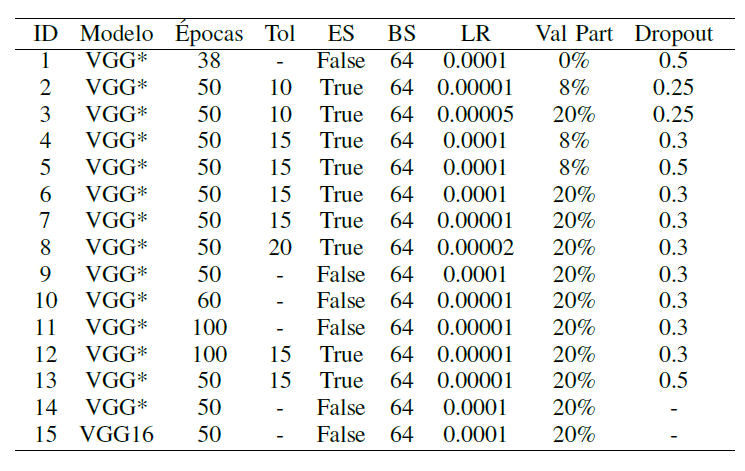 ID Modelo Épocas Tol ES BS LR Val Part Dropout
1 VGG* 38 - False 64 0.0001 0% 0.5
2 VGG* 50 10 True 64 0.00001 8% 0.25
3 VGG* 50 10 True 64 0.00005 20% 0.25
4 VGG* 50 15 True 64 0.0001 8% 0.3
5 VGG* 50 15 True 64 0.0001 8% 0.5
6 VGG* 50 15 True 64 0.0001 20% 0.3
7 VGG* 50 15 True 64 0.00001 20% 0.3
8 VGG* 50 20 True 64 0.00002 20% 0.3
9 VGG* 50 - False 64 0.0001 20% 0.3
10 VGG* 60 - False 64 0.00001 20% 0.3
11 VGG* 100 - False 64 0.00001 20% 0.3
12 VGG* 100 15 True 64 0.00001 20% 0.3
13 VGG* 50 15 True 64 0.00001 20% 0.5
14 VGG* 50 - False 64 0.0001 20% -
15 VGG16 50 - False 64 0.0001 20% -